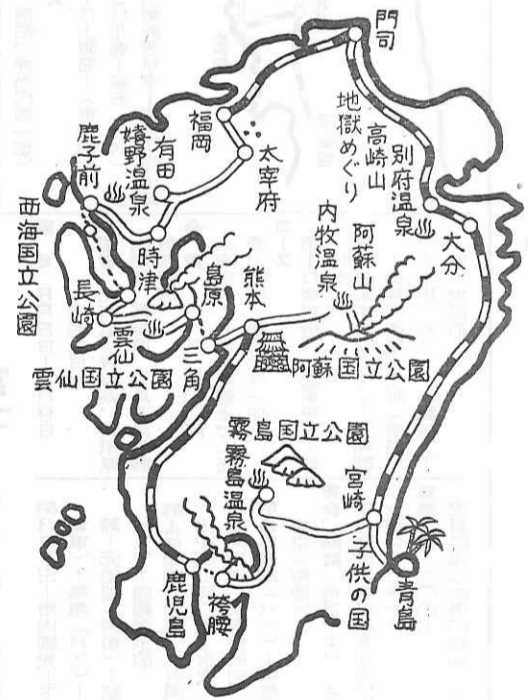 門司
福岡
太宰府
有田
嬉野温泉
鹿子前
西海国立公園
時津
長崎
雲仙
島原
三角
雲仙国立公園
熊本
地獄めぐり
高崎山
別府温泉
大分
内牧温泉
阿蘇山
阿蘇国立公園
霧島国立公園
霧島温泉
宮崎
子供の国
青島
鹿児島
袴腰